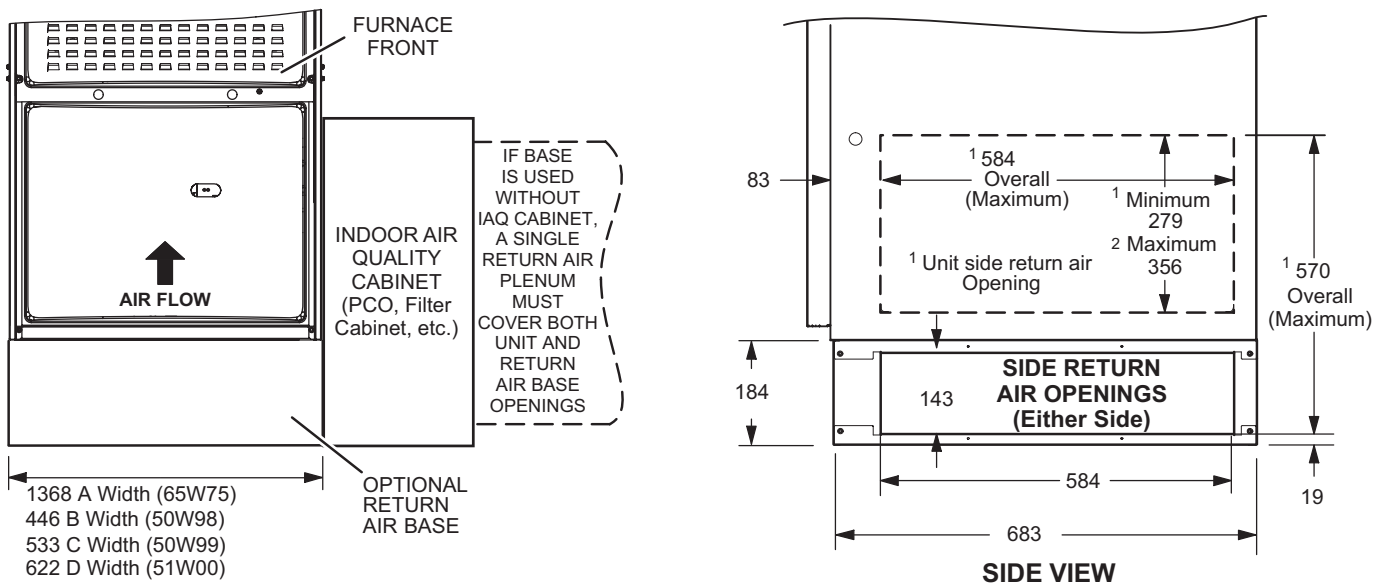 FURNACE
FRONT
AIR FLOW
INDOOR AIR
QUALITY
CABINET
(PCO, Filter
Cabinet, etc.)
IF BASE
IS USED
WITHOUT
IAQ CABINET,
A SINGLE
RETURN AIR
PLENUM
MUST
COVER BOTH
UNIT AND
RETURN
AIR BASE
OPENINGS
1368 A Width (65W75)
446 B Width (50W98)
533 C Width (50W99)
622 D Width (51W00)
OPTIONAL
RETURN
AIR BASE
83
1 584
Overall
(Maximum)
1 Minimum
279
2 Maximum
356
1 Unit side return air
Opening
1 570
Overall
(Maximum)
184
143
SIDE RETURN
AIR OPENINGS
(Either Side)
584
19
683
SIDE VIEW